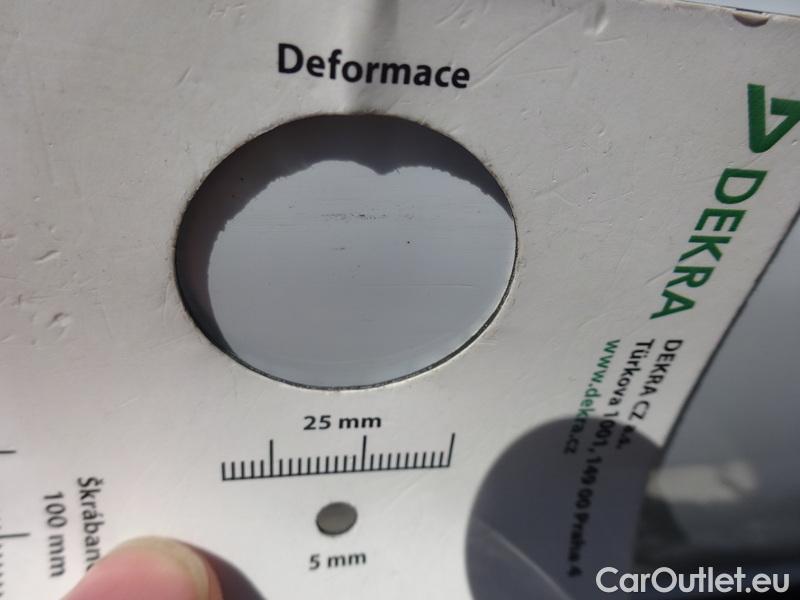 Deformace
DEKRA
DEKRA CZ a.s.
Türkova 1001, 149 00 Praha 4
www.dekra.cz
25 mm
5 mm
100 mm
CarOutlet.eu